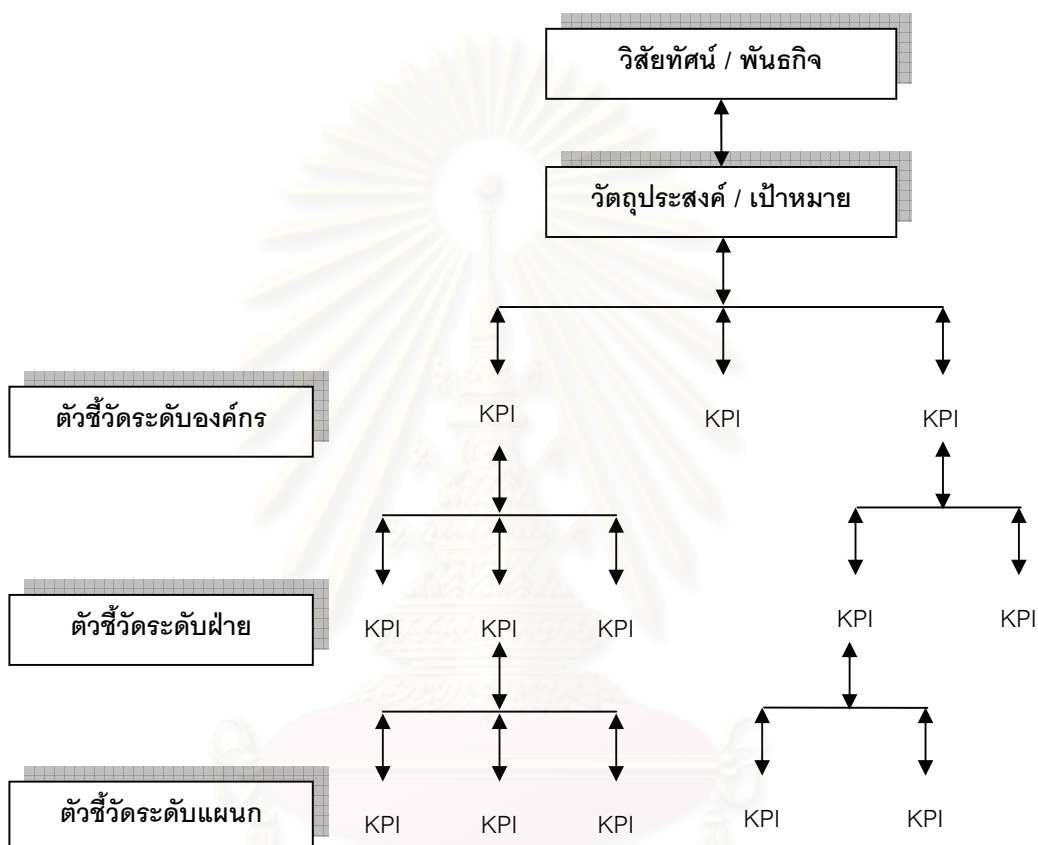 วิสัยทัศน์ / พันธกิจ
วัตถุประสงค์ / เป้าหมาย
ตัวชี้วัดระดับองค์กร
KPI KPI KPI
ตัวชี้วัดระดับฝ่าย
KPI KPI KPI KPI KPI
ตัวชี้วัดระดับแผนก
KPI KPI KPI KPI KPI